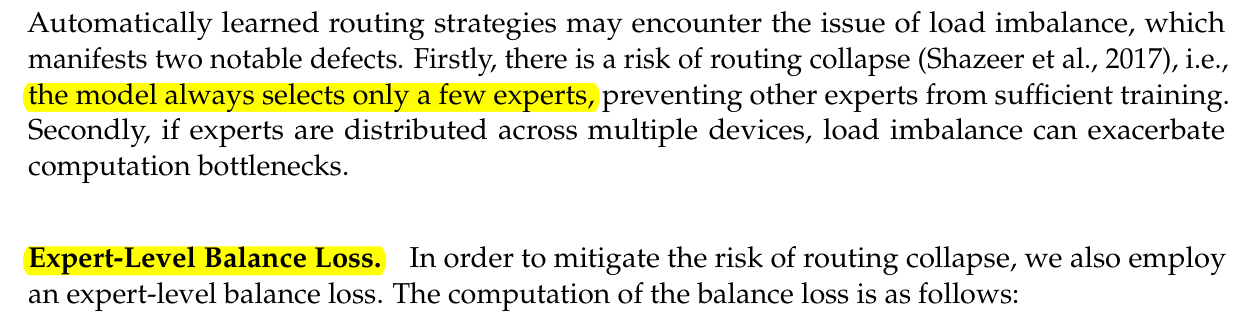 Automatically learned routing strategies may encounter the issue of load imbalance, which
manifests two notable defects. Firstly, there is a risk of routing collapse (Shazeer et al., 2017), i.e.,
the model always selects only a few experts, preventing other experts from sufficient training.
Secondly, if experts are distributed across multiple devices, load imbalance can exacerbate
computation bottlenecks.
Expert-Level Balance Loss. In order to mitigate the risk of routing collapse, we also employ
an expert-level balance loss. The computation of the balance loss is as follows: